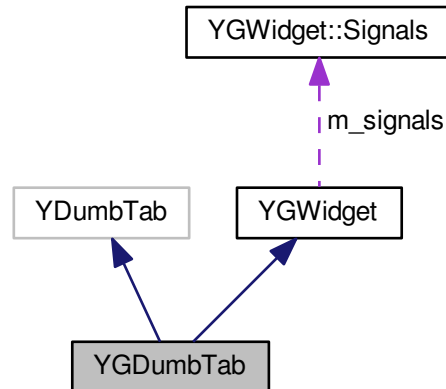 YGWidget::Signals
m_signals
YDumbTab
YGWidget
YGDumbTab